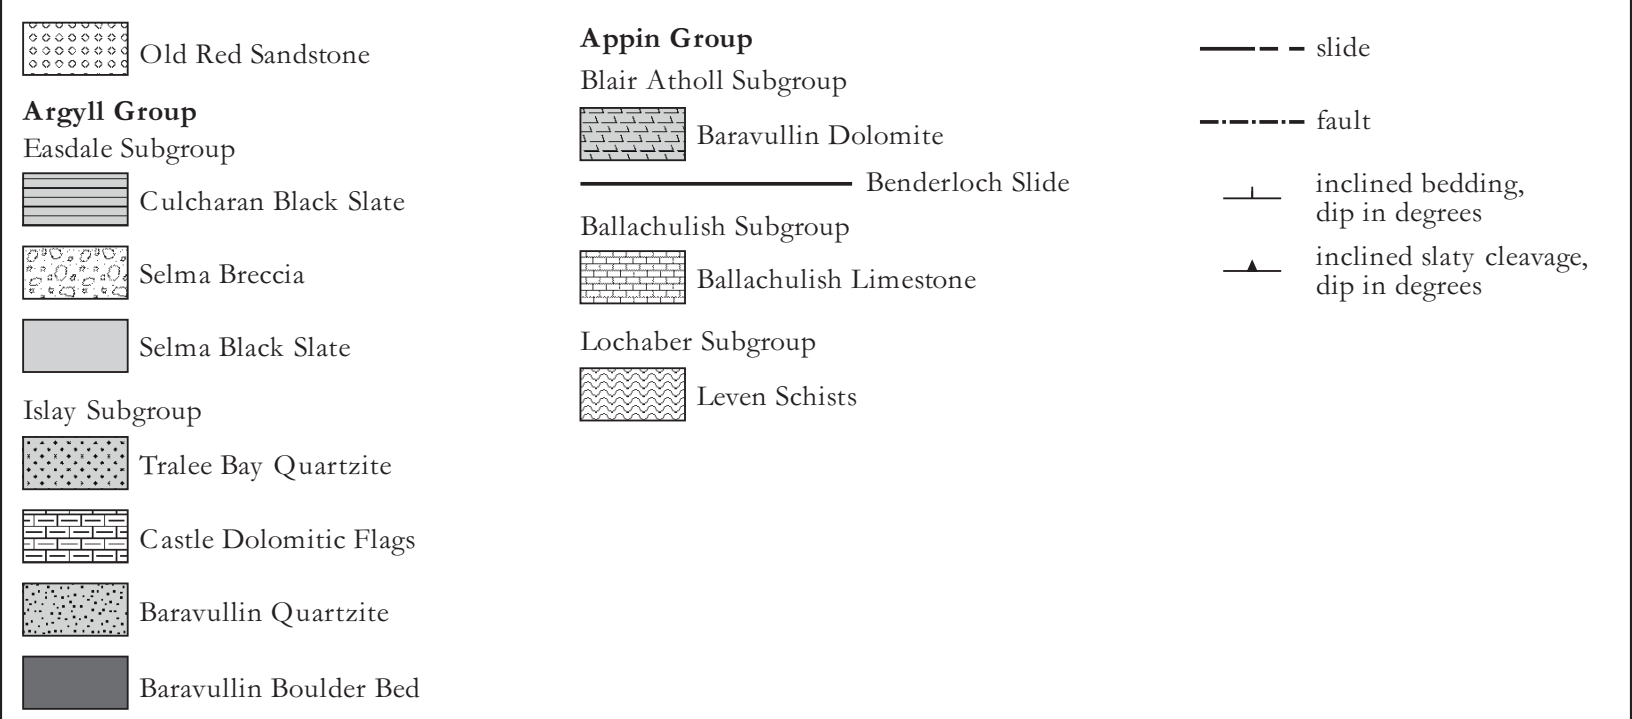 Old Red Sandstone
Argyll Group
Easdale Subgroup
Culcharan Black Slate
Selma Breccia
Selma Black Slate
Islay Subgroup
Tralee Bay Quartzite
Castle Dolomitic Flags
Baravullin Quartzite
Baravullin Boulder Bed
Appin Group
Blair Atholl Subgroup
Baravullin Dolomite
Benderloch Slide
Ballachulish Subgroup
Ballachulish Limestone
Lochaber Subgroup
Leven Schists
slide
fault
inclined bedding,
dip in degrees
inclined slaty cleavage,
dip in degrees